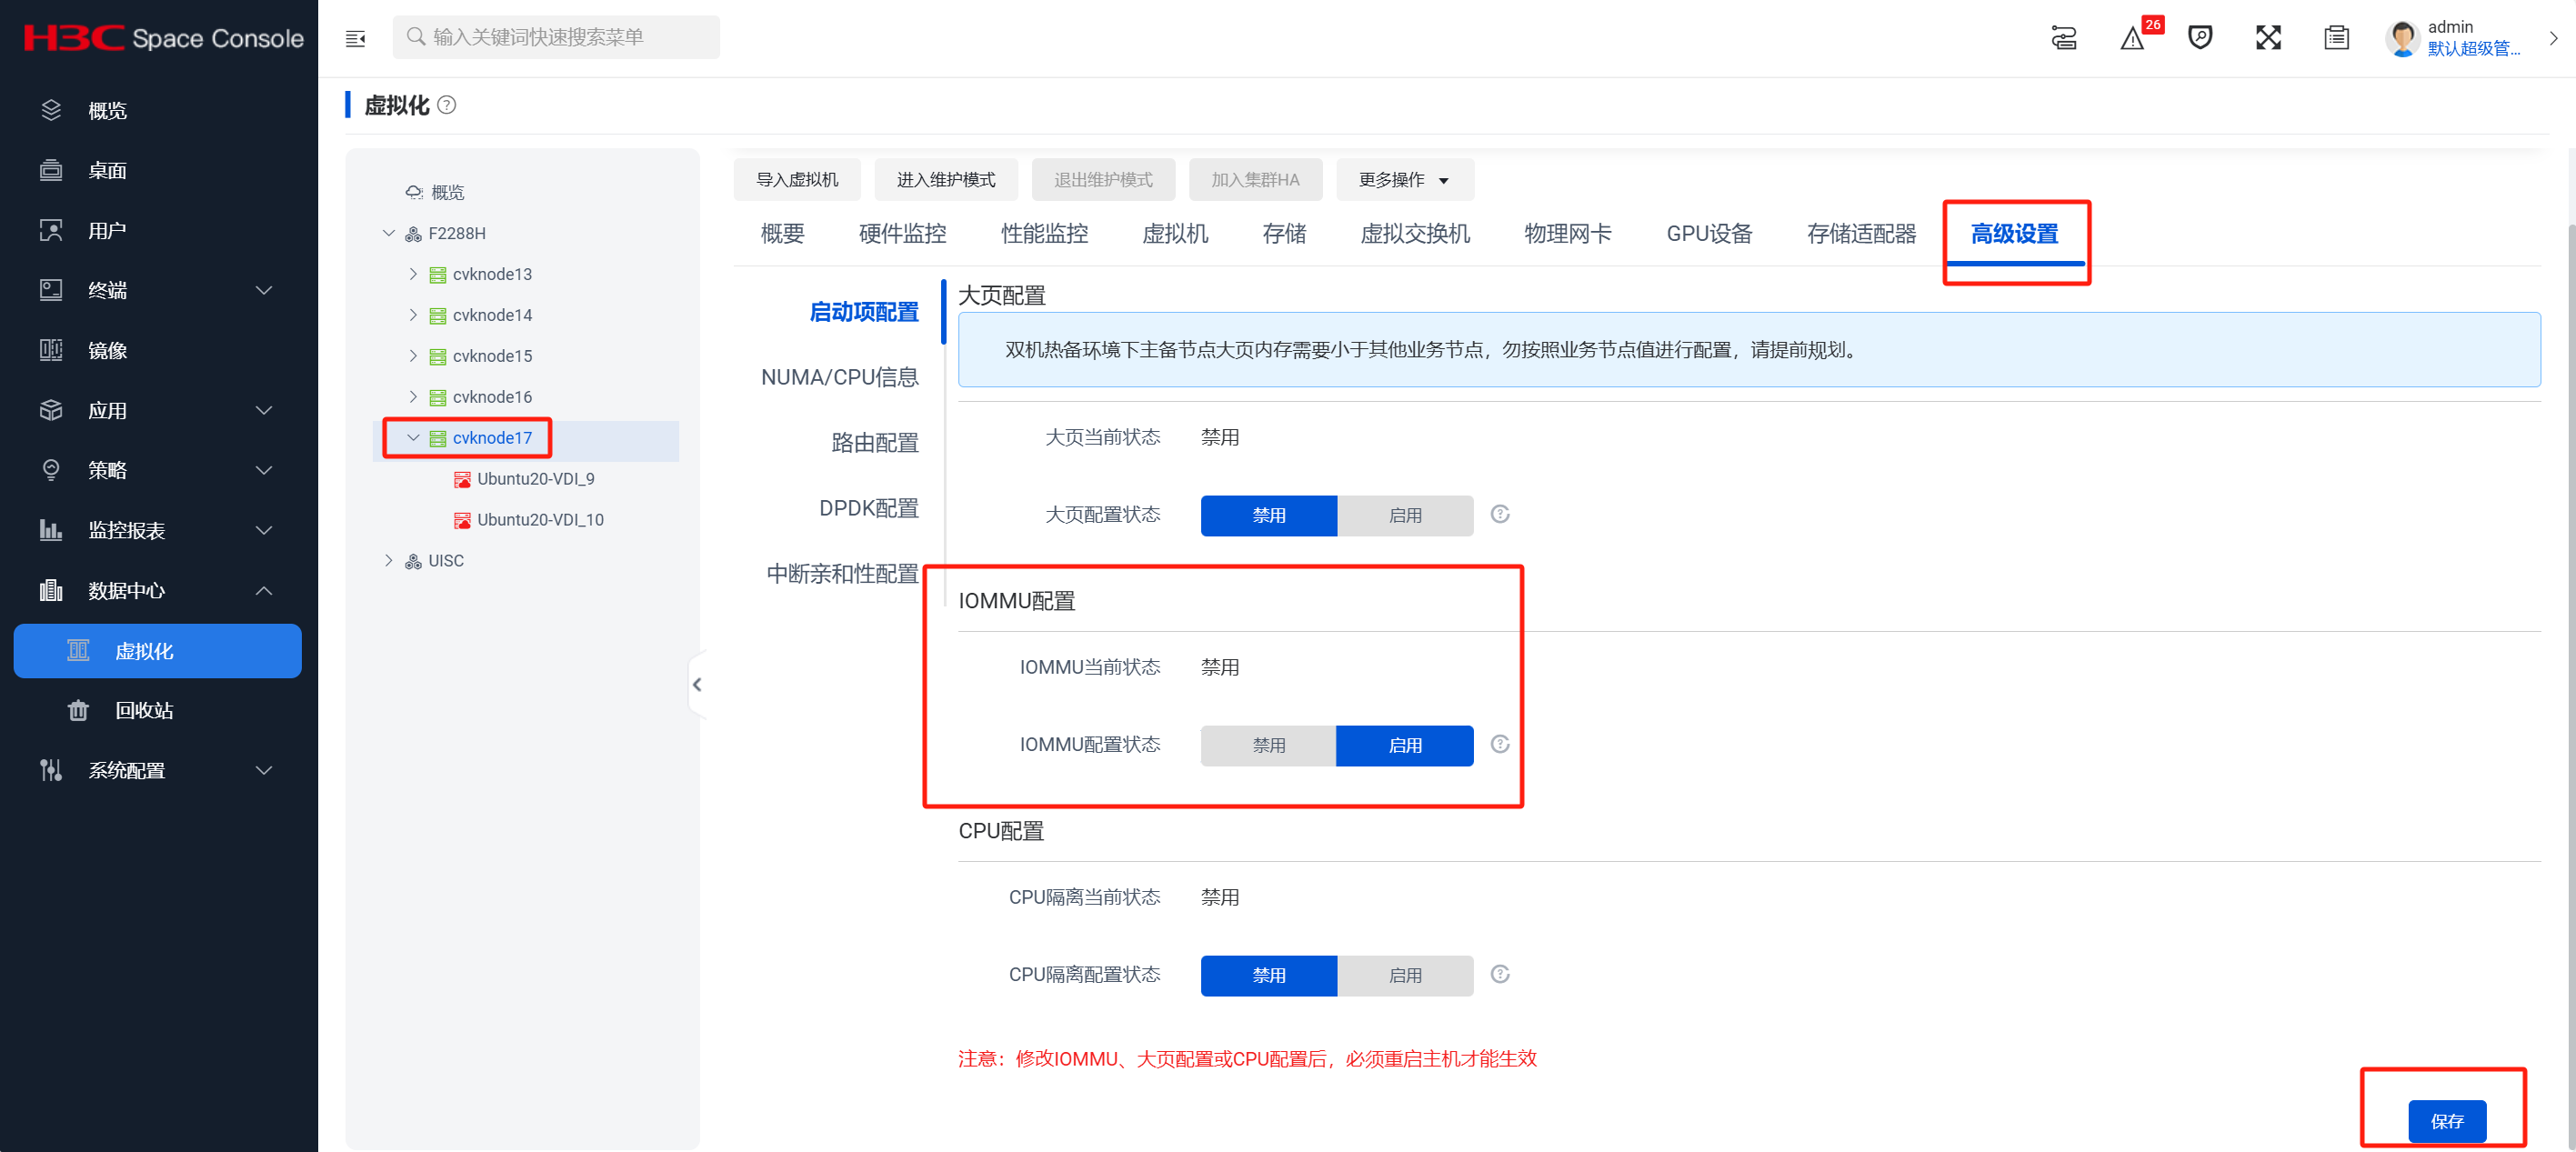 H3C Space Console
输入关键词快速搜索菜单
26
admin
默认超级管...
概览
桌面
用户
终端
镜像
应用
策略
监控报表
数据中心
虚拟化
回收站
系统配置
虚拟化
概览
F2288H
cvknode13
cvknode14
cvknode15
cvknode16
cvknode17
Ubuntu20-VDI_9
Ubuntu20-VDI_10
UISC
导入虚拟机 进入维护模式 退出维护模式 加入集群HA 更多操作
概要 硬件监控 性能监控 虚拟机 存储 虚拟交换机 物理网卡 GPU设备 存储适配器 高级设置
启动项配置
NUMA/CPU信息
路由配置
DPDK配置
中断亲和性配置
大页配置
双机热备环境下主备节点大页内存需要小于其他业务节点，勿按照业务节点值进行配置，请提前规划。
大页当前状态 禁用
大页配置状态 禁用 启用
IOMMU配置
IOMMU当前状态 禁用
IOMMU配置状态 禁用 启用
CPU配置
CPU隔离当前状态 禁用
CPU隔离配置状态 禁用 启用
注意：修改IOMMU、大页配置或CPU配置后，必须重启主机才能生效
保存